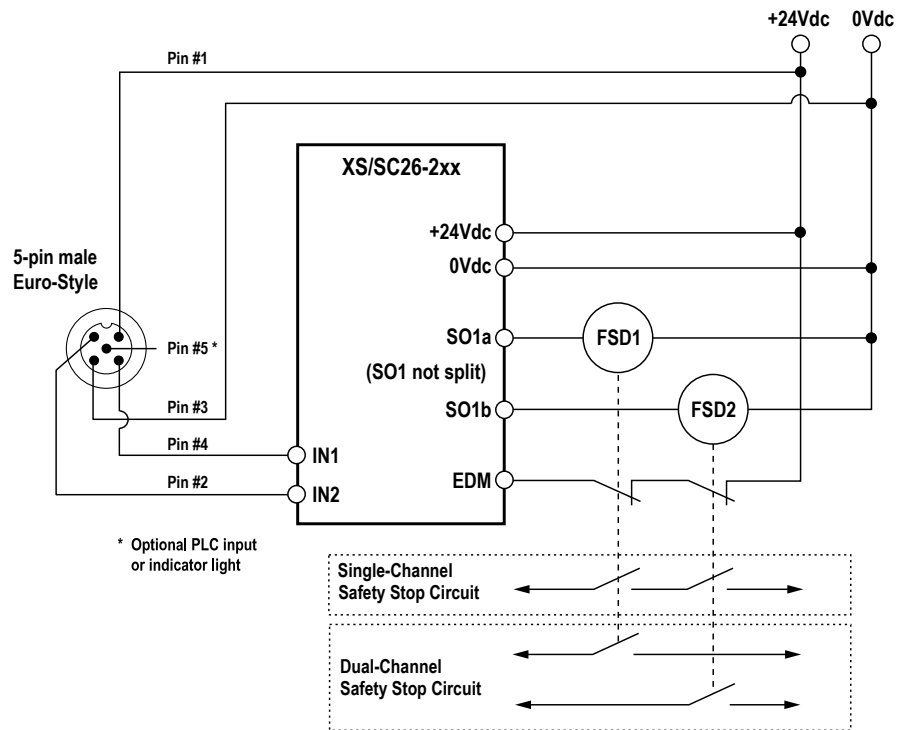 +24Vdc
0Vdc
Pin #1
XS/SC26-2xx
+24Vdc
0Vdc
5-pin male
Euro-Style
SO1a
FSD1
Pin #5 *
(SO1 not split)
Pin #3
SO1b
FSD2
Pin #4
IN1
Pin #2
IN2
EDM
* Optional PLC input
or indicator light
Single-Channel
Safety Stop Circuit
Dual-Channel
Safety Stop Circuit